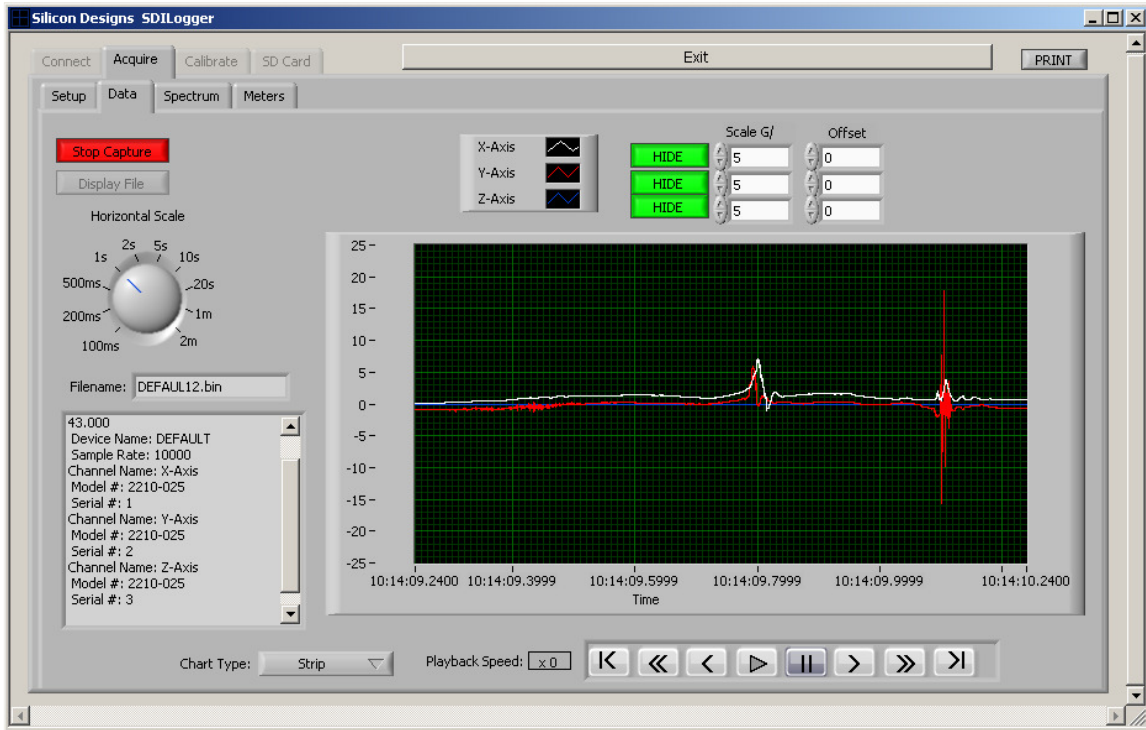 Silicon Designs SDILogger
Connect Acquire Calibrate SD Card Exit PRINT
Setup Data Spectrum Meters
Stop Capture
Display File
Horizontal Scale
100ms 200ms 500ms 1s 2s 5s 10s 20s 1m 2m
Filename: DEFAUL12.bin
43.000
Device Name: DEFAULT
Sample Rate: 10000
Channel Name: X-Axis
Model #: 2210-025
Serial #: 1
Channel Name: Y-Axis
Model #: 2210-025
Serial #: 2
Channel Name: Z-Axis
Model #: 2210-025
Serial #: 3
Scale G/ Offset
X-Axis HIDE 5 0
Y-Axis HIDE 5 0
Z-Axis HIDE 5 0
25
20
15
10
5
0
-5
-10
-15
-20
-25
10:14:09.2400 10:14:09.3999 10:14:09.5999 10:14:09.7999 10:14:09.9999 10:14:10.2400
Time
Chart Type: Strip Playback Speed: x 0